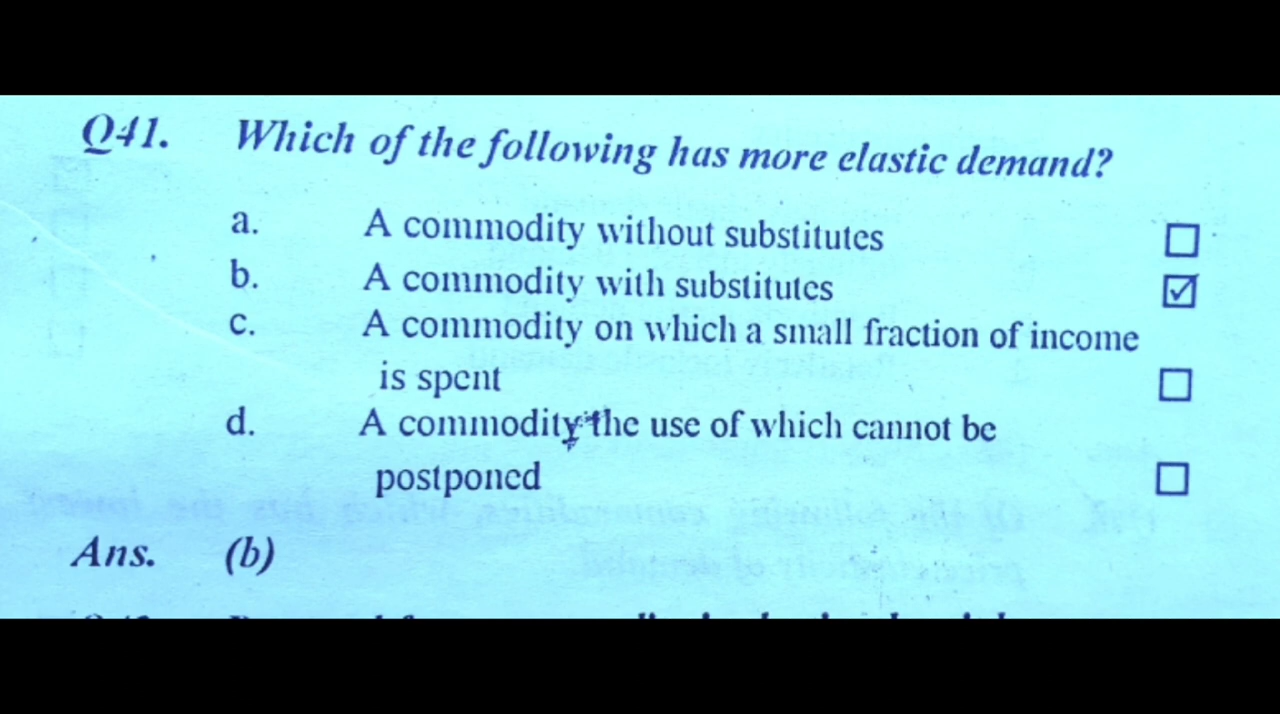 Q41. Which of the following has more elastic demand?
a. A commodity without substitutes ☐
b. A commodity with substitutes ☑
c. A commodity on which a small fraction of income
is spent ☐
d. A commodity the use of which cannot be
postponed ☐
Ans. (b)